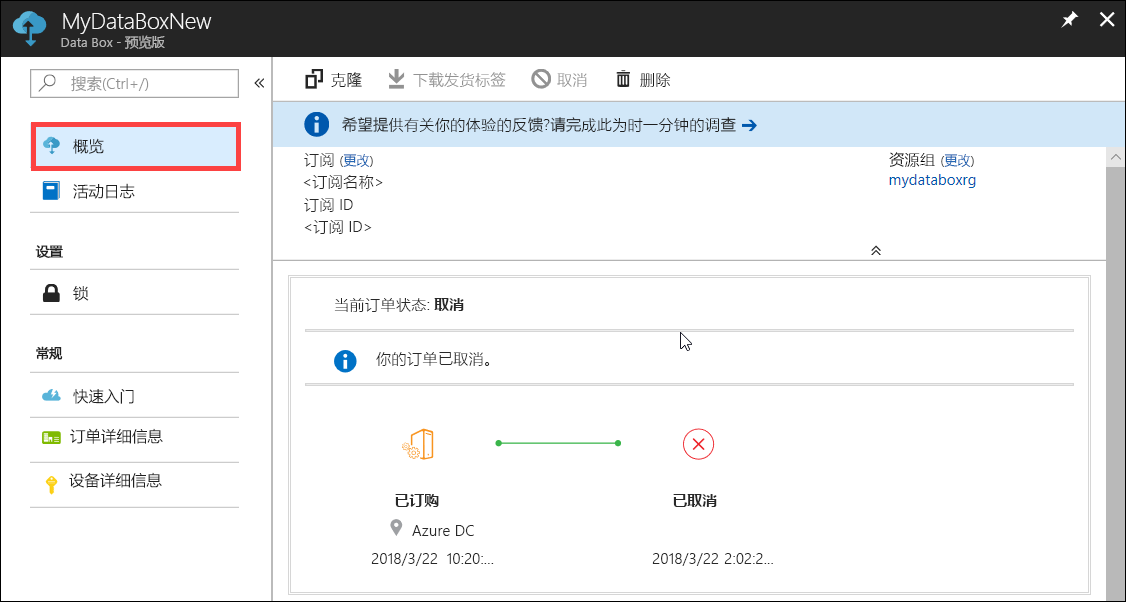 MyDataBoxNew
Data Box - 预览版
搜索(Ctrl+/)
概览
活动日志
设置
锁
常规
快速入门
订单详细信息
设备详细信息
克隆 下载发货标签 取消 删除
希望提供有关你的体验的反馈?请完成此为时一分钟的调查 →
订阅 (更改)
<订阅名称>
订阅 ID
<订阅 ID>
资源组 (更改)
mydataboxrg
当前订单状态: 取消
你的订单已取消。
已订购
Azure DC
2018/3/22 10:20:...
已取消
2018/3/22 2:02:2...